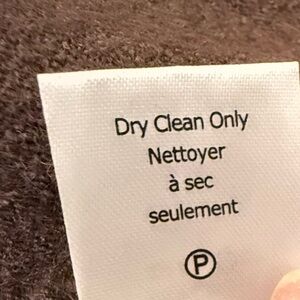 Dry Clean Only
Nettoyer
à sec
seulement
P